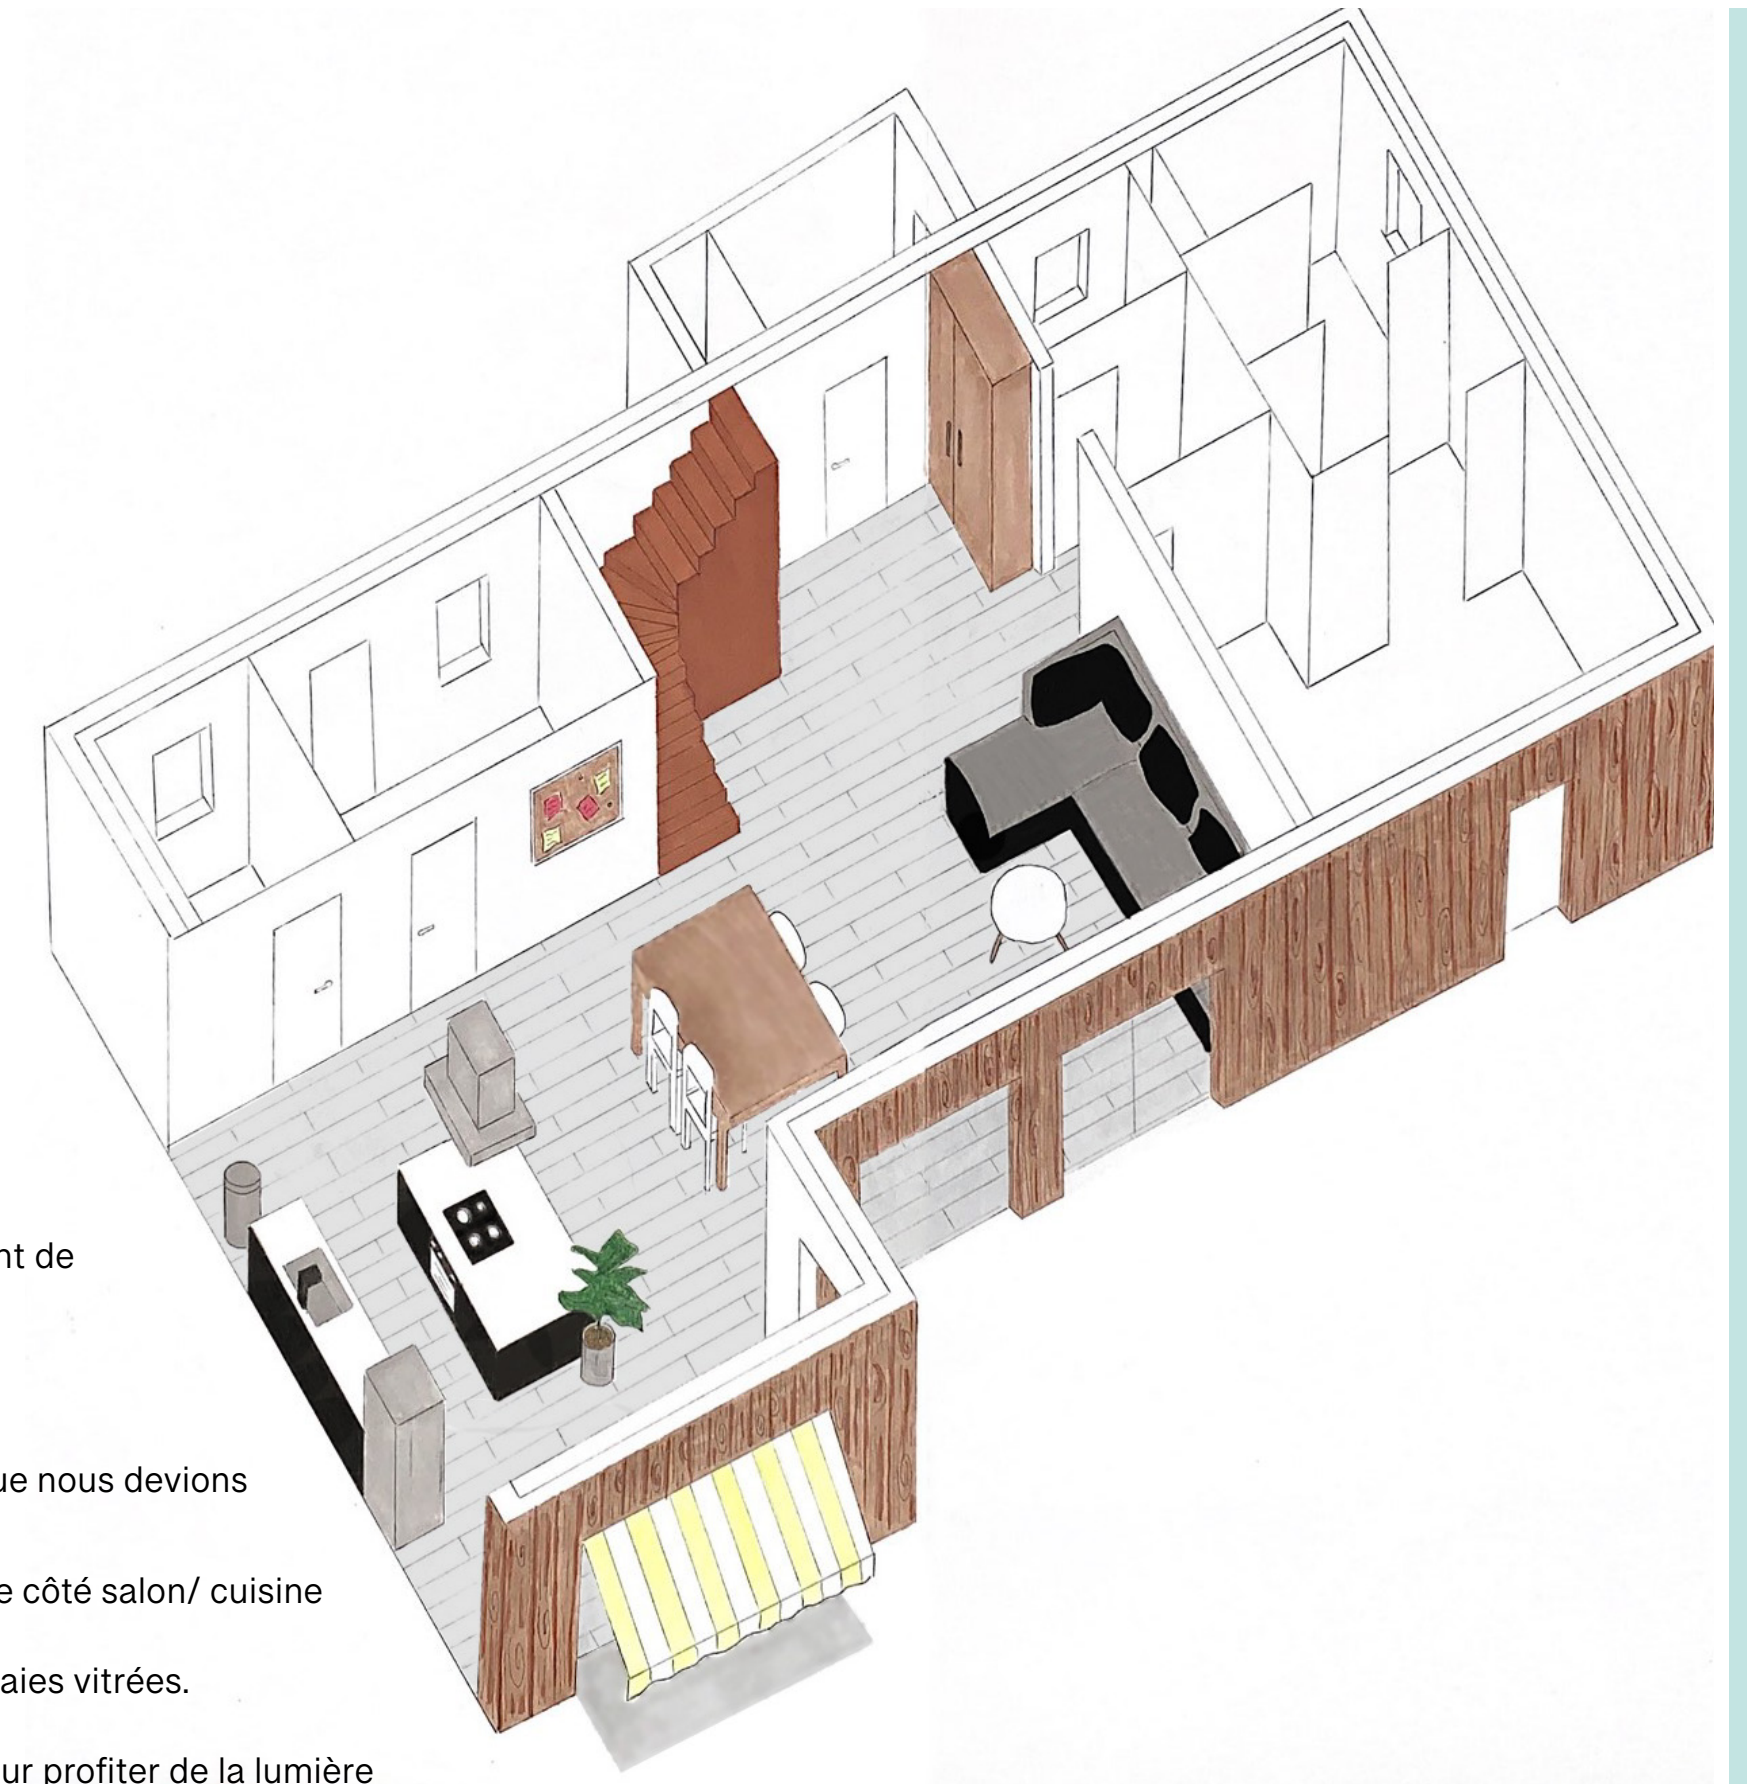 nt de
ue nous devions
e côté salon/ cuisine
aies vitrées.
ur profiter de la lumière